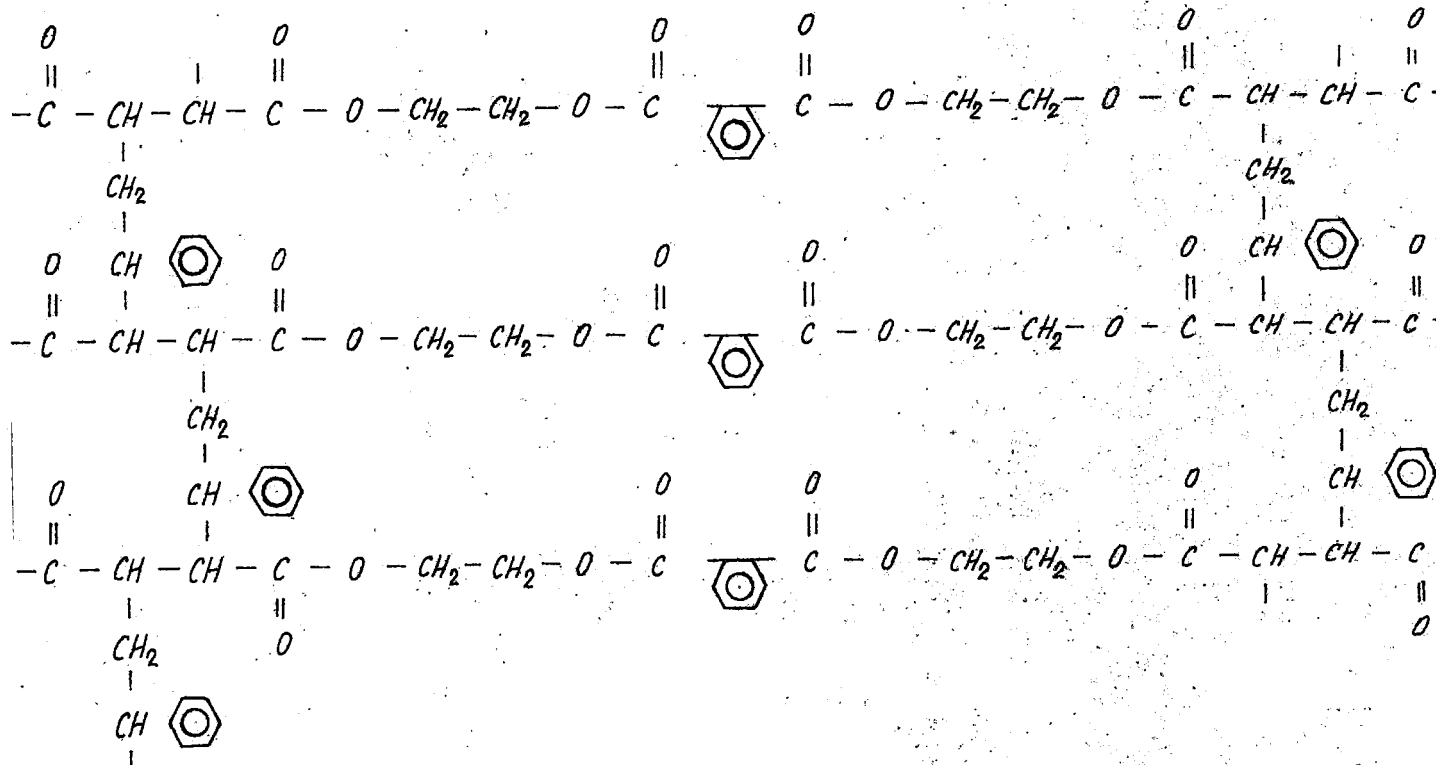 O O O O O O
|| | || || || || | ||
— C — CH — CH — C — O — CH₂ — CH₂ — O — C C — O — CH₂ — CH₂ — O — C — CH — CH — C —
| |
CH₂ CH₂
| |
O CH O O O O CH O
|| | || || || || | ||
— C — CH — CH — C — O — CH₂ — CH₂ — O — C C — O — CH₂ — CH₂ — O — C — CH — CH — C —
| |
CH₂ CH₂
| |
O CH O O O CH
|| | || || || |
— C — CH — CH — C — O — CH₂ — CH₂ — O — C C — O — CH₂ — CH₂ — O — C — CH — CH — C
| || | ||
CH₂ O O
|
CH
|